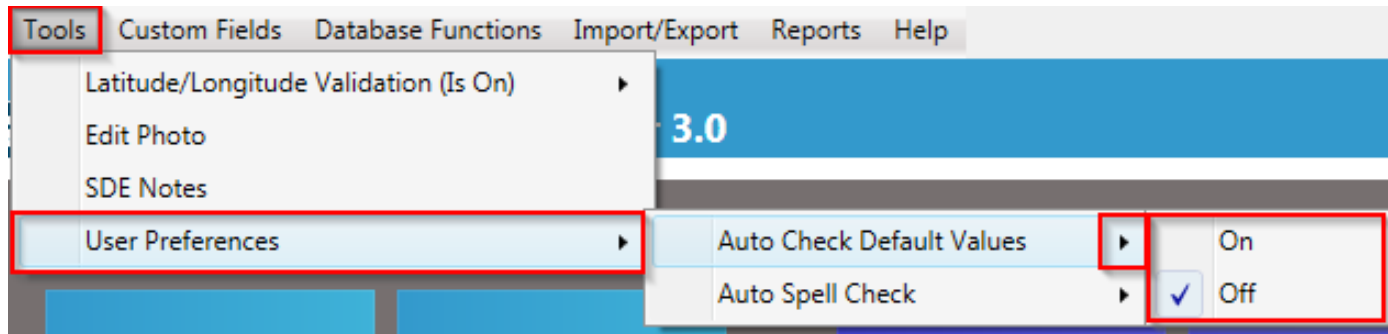 Tools Custom Fields Database Functions Import/Export Reports Help
Latitude/Longitude Validation (Is On)
Edit Photo
3.0
SDE Notes
User Preferences
Auto Check Default Values
On
Auto Spell Check
Off